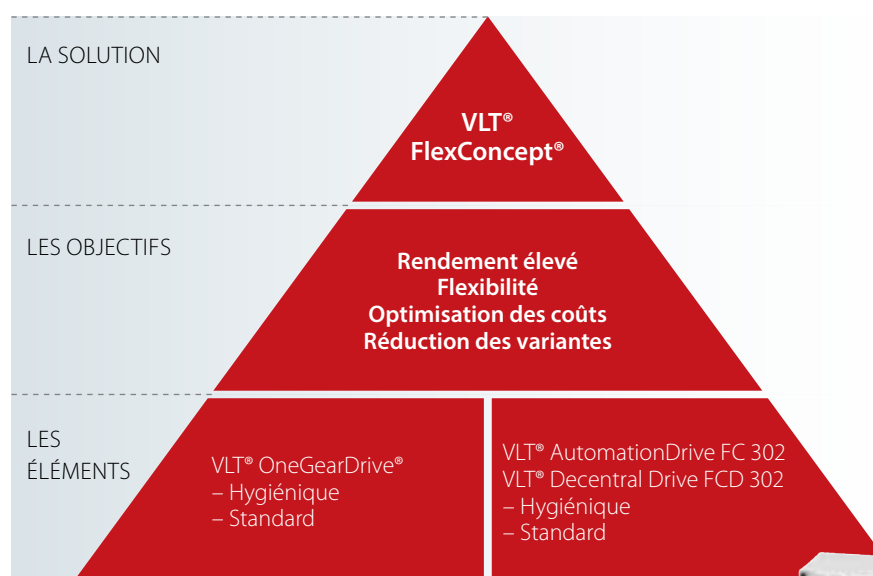 LA SOLUTION
VLT®
FlexConcept®
LES OBJECTIFS
Rendement élevé
Flexibilité
Optimisation des coûts
Réduction des variantes
LES
ÉLÉMENTS
VLT® OneGearDrive®
– Hygiénique
– Standard
VLT® AutomationDrive FC 302
VLT® Decentral Drive FCD 302
– Hygiénique
– Standard